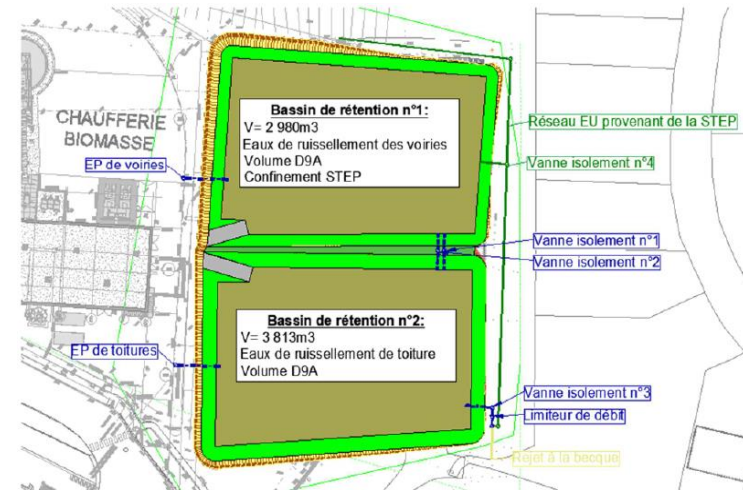 Bassin de rétention n°1:
V= 2 980m3
Eaux de ruissellement des voiries
Volume D9A
Confinement STEP
CHAUFFERIE
BIOMASSE
EP de voiries
Réseau EU provenant de la STEP
Vanne isolement n°4
Vanne isolement n°1
Vanne isolement n°2
Bassin de rétention n°2:
V= 3 813m3
Eaux de ruissellement de toiture
Volume D9A
EP de toitures
Vanne isolement n°3
Limiteur de débit
Rejet à la becque